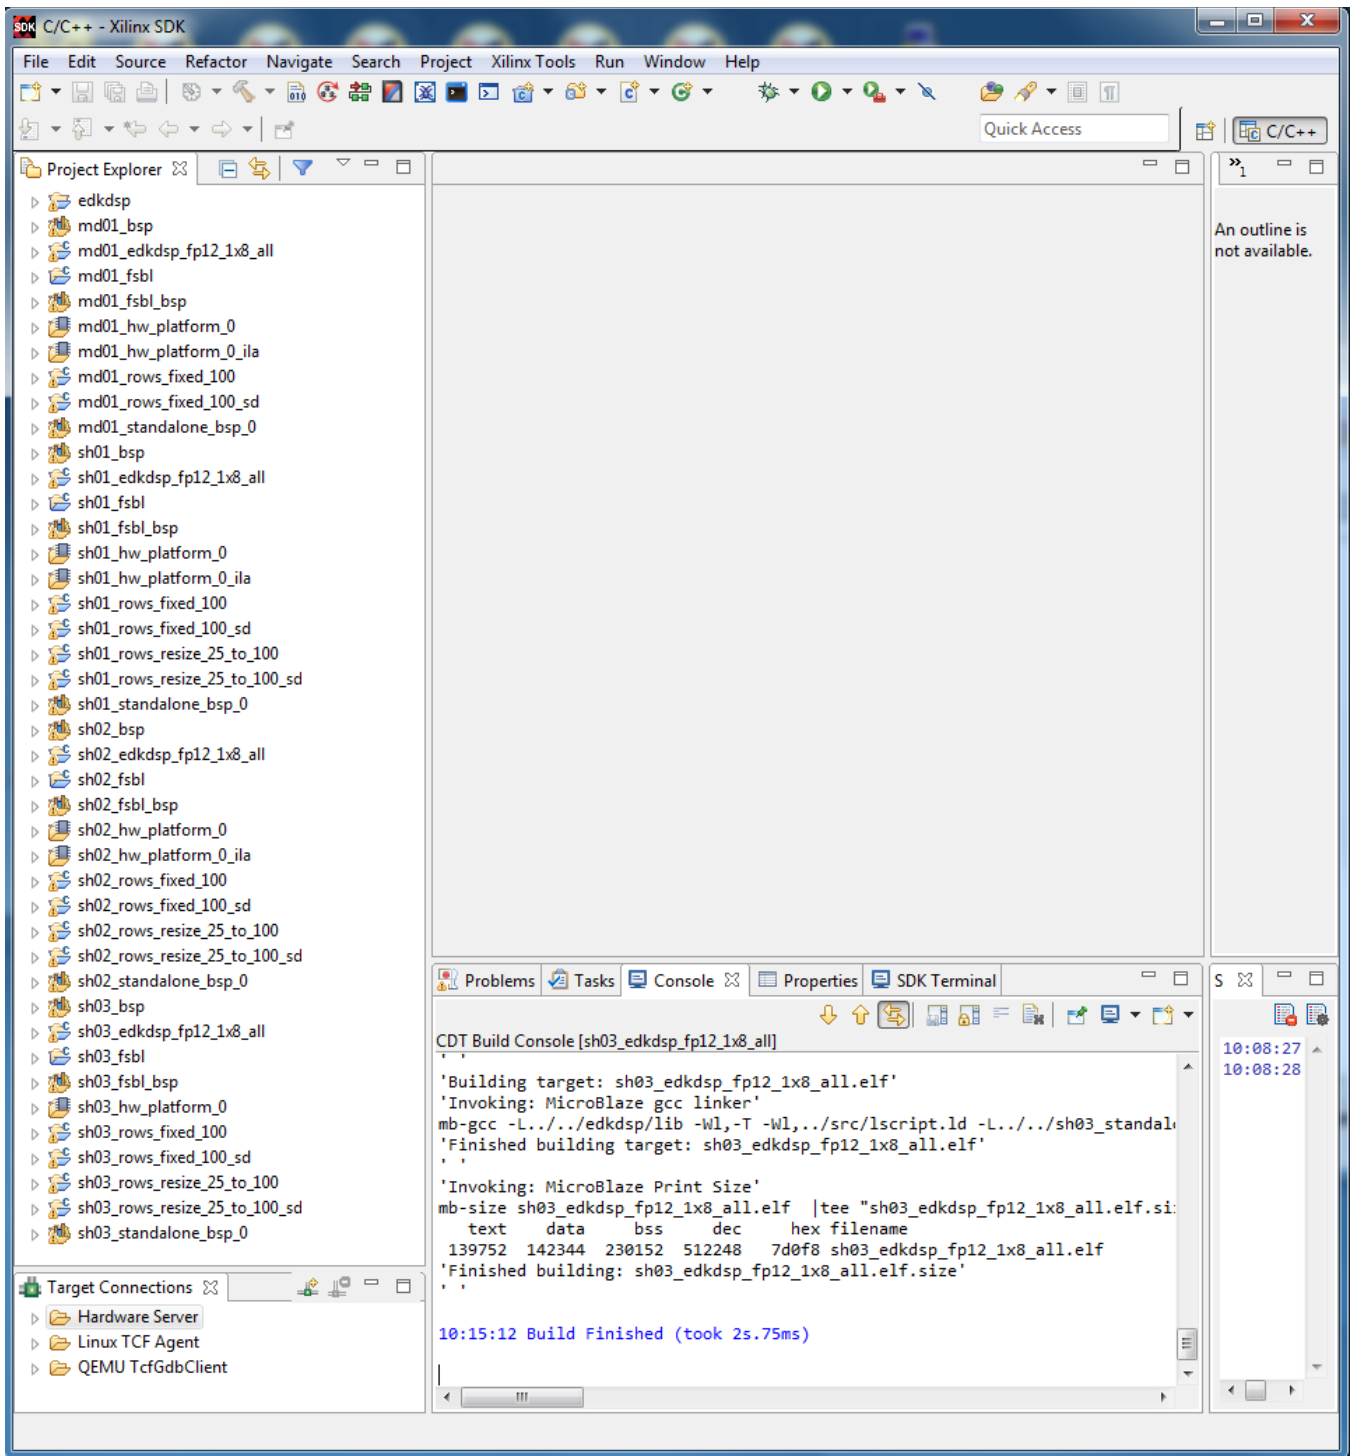 SDK C/C++ - Xilinx SDK
File Edit Source Refactor Navigate Search Project Xilinx Tools Run Window Help
Quick Access
C/C++
Project Explorer
edkdsp
md01_bsp
md01_edkdsp_fp12_1x8_all
md01_fsbl
md01_fsbl_bsp
md01_hw_platform_0
md01_hw_platform_0_ila
md01_rows_fixed_100
md01_rows_fixed_100_sd
md01_standalone_bsp_0
sh01_bsp
sh01_edkdsp_fp12_1x8_all
sh01_fsbl
sh01_fsbl_bsp
sh01_hw_platform_0
sh01_hw_platform_0_ila
sh01_rows_fixed_100
sh01_rows_fixed_100_sd
sh01_rows_resize_25_to_100
sh01_rows_resize_25_to_100_sd
sh01_standalone_bsp_0
sh02_bsp
sh02_edkdsp_fp12_1x8_all
sh02_fsbl
sh02_fsbl_bsp
sh02_hw_platform_0
sh02_hw_platform_0_ila
sh02_rows_fixed_100
sh02_rows_fixed_100_sd
sh02_rows_resize_25_to_100
sh02_rows_resize_25_to_100_sd
sh02_standalone_bsp_0
sh03_bsp
sh03_edkdsp_fp12_1x8_all
sh03_fsbl
sh03_fsbl_bsp
sh03_hw_platform_0
sh03_rows_fixed_100
sh03_rows_fixed_100_sd
sh03_rows_resize_25_to_100
sh03_rows_resize_25_to_100_sd
sh03_standalone_bsp_0
Target Connections
Hardware Server
Linux TCF Agent
QEMU TcfGdbClient
»1
An outline is
not available.
Problems Tasks Console Properties SDK Terminal
CDT Build Console [sh03_edkdsp_fp12_1x8_all]
' '
'Building target: sh03_edkdsp_fp12_1x8_all.elf'
'Invoking: MicroBlaze gcc linker'
mb-gcc -L../../edkdsp/lib -Wl,-T -Wl,../src/lscript.ld -L../../sh03_standalo
'Finished building target: sh03_edkdsp_fp12_1x8_all.elf'
' '
'Invoking: MicroBlaze Print Size'
mb-size sh03_edkdsp_fp12_1x8_all.elf |tee "sh03_edkdsp_fp12_1x8_all.elf.si
text data bss dec hex filename
139752 142344 230152 512248 7d0f8 sh03_edkdsp_fp12_1x8_all.elf
'Finished building: sh03_edkdsp_fp12_1x8_all.elf.size'
' '
10:15:12 Build Finished (took 2s.75ms)
S
10:08:27
10:08:28